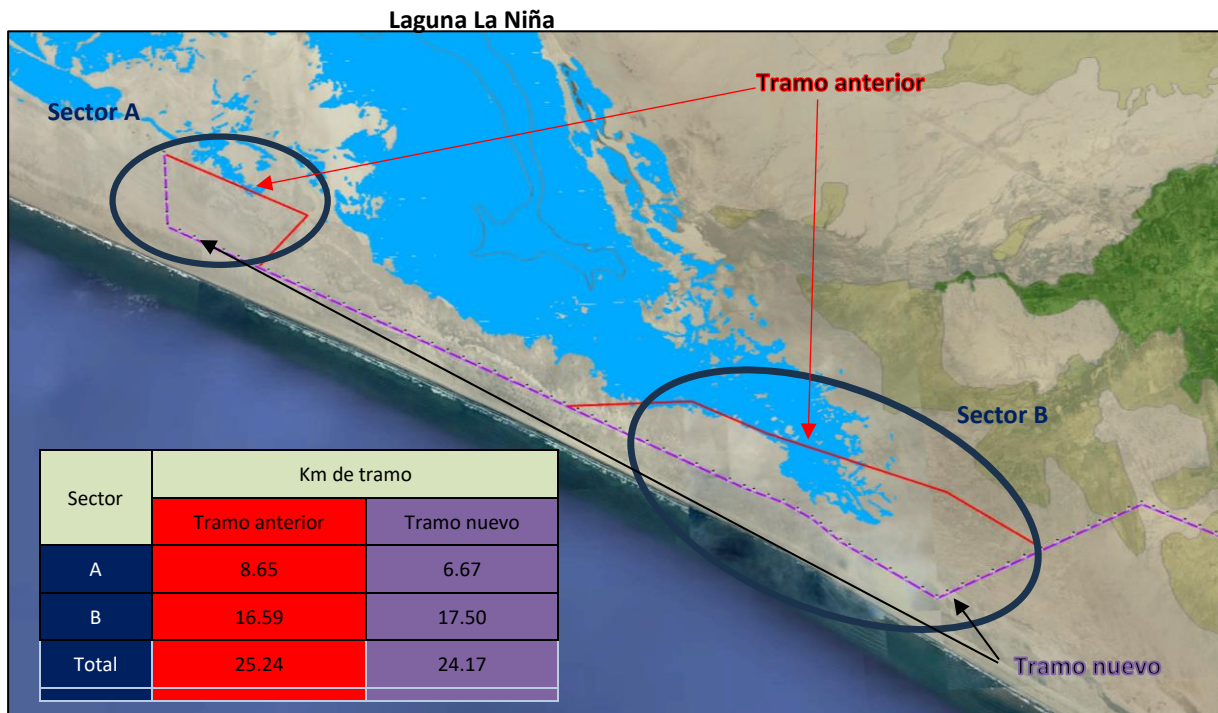 Laguna La Niña
Tramo anterior
Sector A
Sector B
Sector
Km de tramo
Tramo anterior
Tramo nuevo
A
8.65
6.67
B
16.59
17.50
Total
25.24
24.17
Tramo nuevo